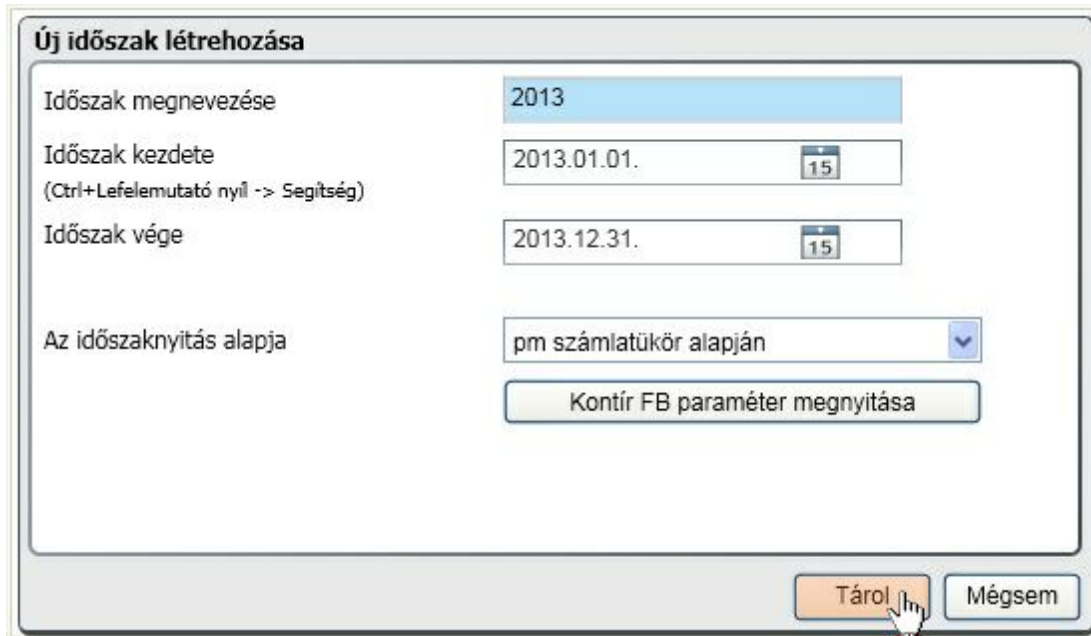 Új időszak létrehozása
Időszak megnevezése 2013
Időszak kezdete 2013.01.01. 15
(Ctrl+Lefelemutató nyíl -> Segítség)
Időszak vége 2013.12.31. 15
Az időszaknyitás alapja pm számlatükör alapján
Kontír FB paraméter megnyitása
Tárol Mégsem